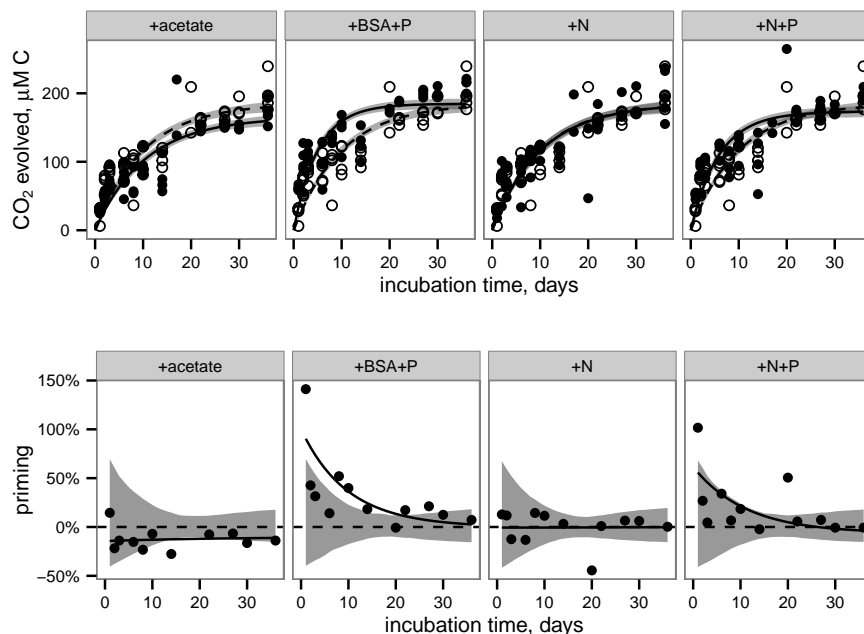 +acetate +BSA+P +N +N+P
CO2 evolved, µM C
200
100
0
0 10 20 30 0 10 20 30 0 10 20 30 0 10 20 30
incubation time, days
+acetate +BSA+P +N +N+P
priming
150%
100%
50%
0%
−50%
0 10 20 30 0 10 20 30 0 10 20 30 0 10 20 30
incubation time, days